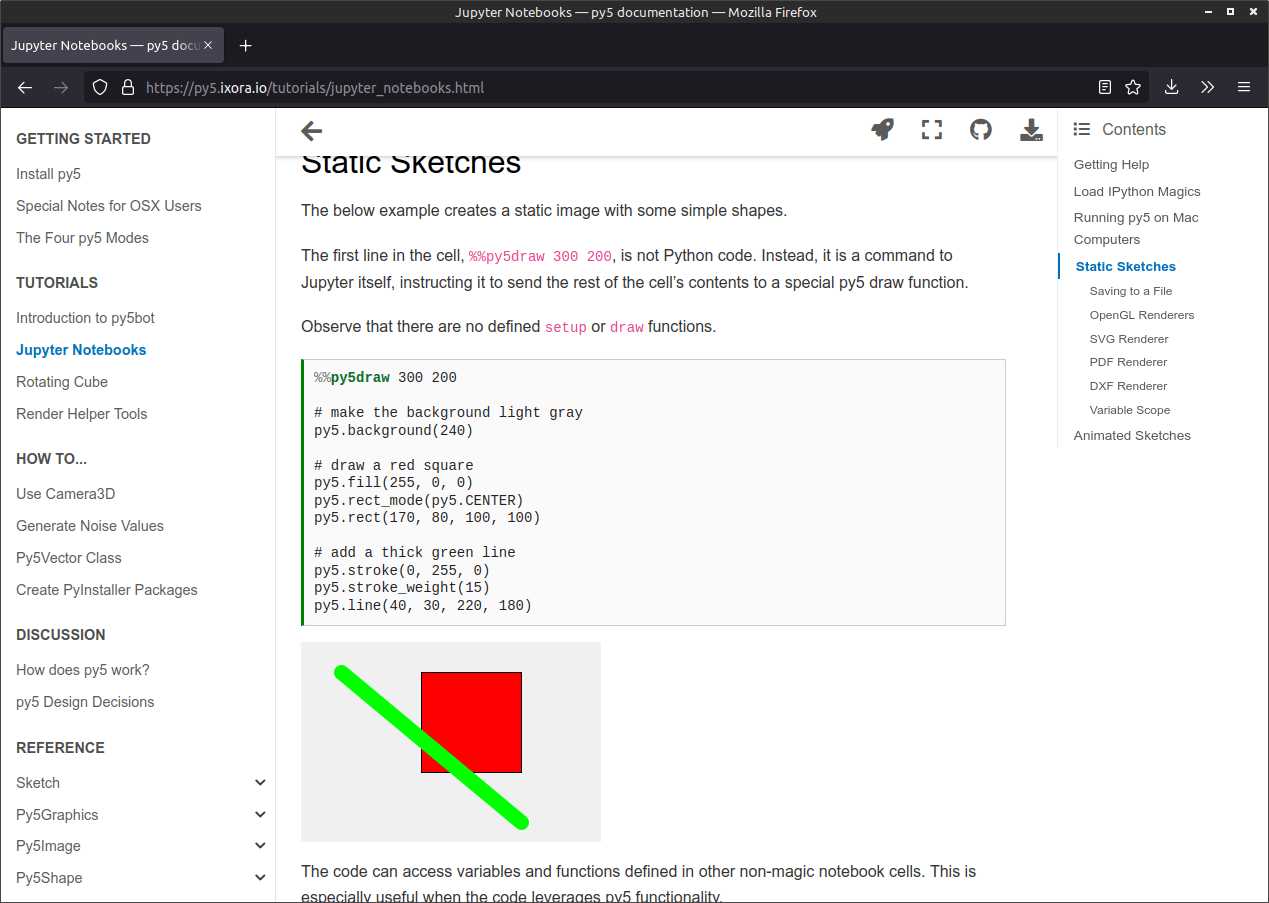 Jupyter Notebooks — py5 documentation — Mozilla Firefox
Jupyter Notebooks — py5 docu
https://py5.ixora.io/tutorials/jupyter_notebooks.html
GETTING STARTED
Install py5
Special Notes for OSX Users
The Four py5 Modes
TUTORIALS
Introduction to py5bot
Jupyter Notebooks
Rotating Cube
Render Helper Tools
HOW TO...
Use Camera3D
Generate Noise Values
Py5Vector Class
Create PyInstaller Packages
DISCUSSION
How does py5 work?
py5 Design Decisions
REFERENCE
Sketch
Py5Graphics
Py5Image
Py5Shape
Static Sketches
The below example creates a static image with some simple shapes.
The first line in the cell, %%py5draw 300 200, is not Python code. Instead, it is a command to
Jupyter itself, instructing it to send the rest of the cell's contents to a special py5 draw function.
Observe that there are no defined setup or draw functions.
%%py5draw 300 200
# make the background light gray
py5.background(240)
# draw a red square
py5.fill(255, 0, 0)
py5.rect_mode(py5.CENTER)
py5.rect(170, 80, 100, 100)
# add a thick green line
py5.stroke(0, 255, 0)
py5.stroke_weight(15)
py5.line(40, 30, 220, 180)
The code can access variables and functions defined in other non-magic notebook cells. This is
especially useful when the code leverages py5 functionality.
Contents
Getting Help
Load IPython Magics
Running py5 on Mac
Computers
Static Sketches
Saving to a File
OpenGL Renderers
SVG Renderer
PDF Renderer
DXF Renderer
Variable Scope
Animated Sketches